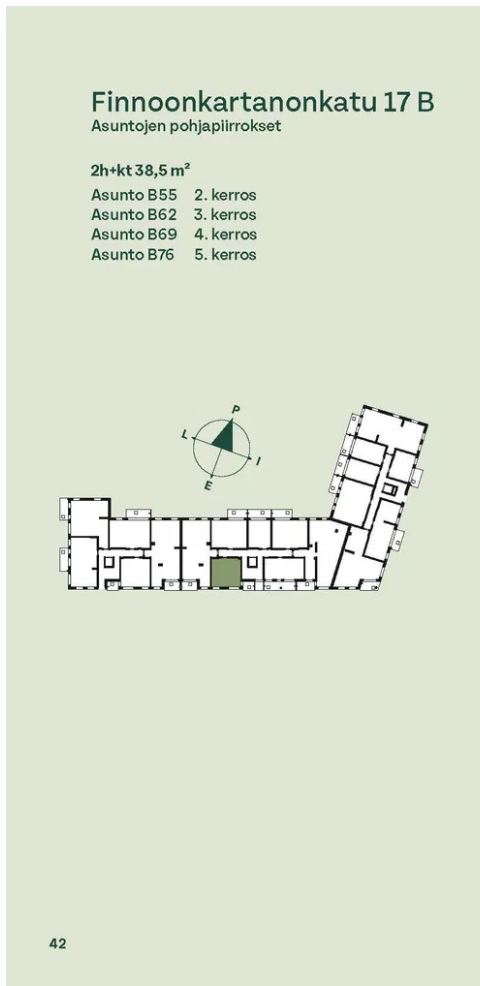 Finnoonkartanonkatu 17 B
Asuntojen pohjapiirrokset
2h+kt 38,5 m²
Asunto B55 2. kerros
Asunto B62 3. kerros
Asunto B69 4. kerros
Asunto B76 5. kerros
P
L
I
E
42